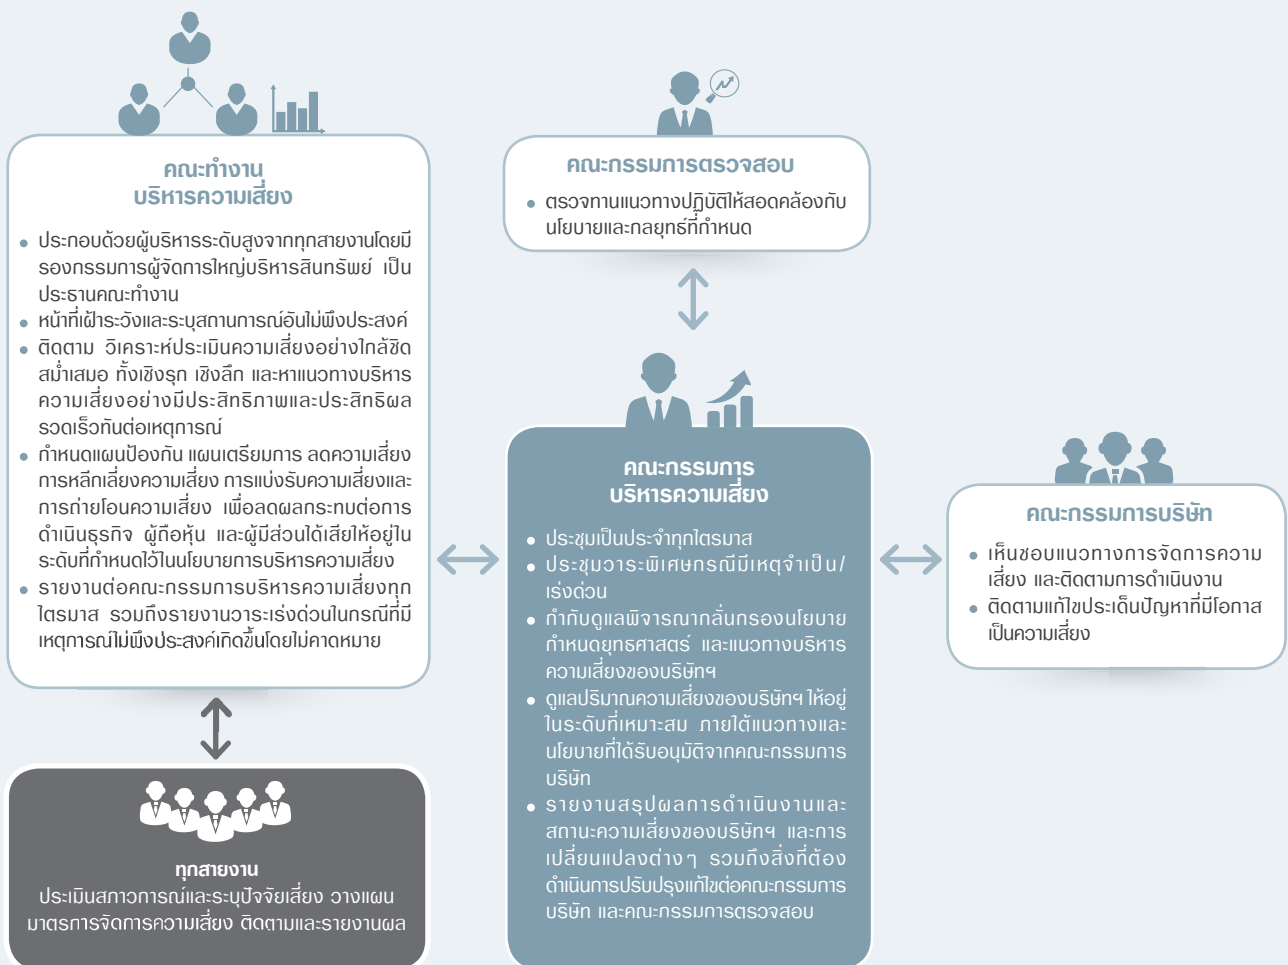 คณะทำงาน
บริหารความเสี่ยง
● ประกอบด้วยผู้บริหารระดับสูงจากทุกสายงานโดยมี
รองกรรมการผู้จัดการใหญ่บริหารสินทรัพย์ เป็น
ประธานคณะทำงาน
● หน้าที่เฝ้าระวังและระบุสถานการณ์อันไม่พึงประสงค์
● ติดตาม วิเคราะห์ประเมินความเสี่ยงอย่างใกล้ชิด
สม่ำเสมอ ทั้งเชิงรุก เชิงลึก และหาแนวทางบริหาร
ความเสี่ยงอย่างมีประสิทธิภาพและประสิทธิผล
รวดเร็วทันต่อเหตุการณ์
● กำหนดแผนป้องกัน แผนเตรียมการ ลดความเสี่ยง
การหลีกเลี่ยงความเสี่ยง การแบ่งรับความเสี่ยงและ
การถ่ายโอนความเสี่ยง เพื่อลดผลกระทบต่อการ
ดำเนินธุรกิจ ผู้ถือหุ้น และผู้มีส่วนได้เสียให้อยู่ใน
ระดับที่กำหนดไว้ในนโยบายการบริหารความเสี่ยง
● รายงานต่อคณะกรรมการบริหารความเสี่ยงทุก
ไตรมาส รวมถึงรายงานวาระเร่งด่วนในกรณีที่มี
เหตุการณ์ไม่พึงประสงค์เกิดขึ้นโดยไม่คาดหมาย
ทุกสายงาน
ประเมินสภาวการณ์และระบุปัจจัยเสี่ยง วางแผน
มาตรการจัดการความเสี่ยง ติดตามและรายงานผล
คณะกรรมการตรวจสอบ
● ตรวจทานแนวทางปฏิบัติให้สอดคล้องกับ
นโยบายและกลยุทธ์ที่กำหนด
คณะกรรมการ
บริหารความเสี่ยง
● ประชุมเป็นประจำทุกไตรมาส
● ประชุมวาระพิเศษกรณีมีเหตุจำเป็น/
เร่งด่วน
● กำกับดูแลพิจารณากลั่นกรองนโยบาย
กำหนดยุทธศาสตร์ และแนวทางบริหาร
ความเสี่ยงของบริษัทฯ
● ดูแลปริมาณความเสี่ยงของบริษัทฯ ให้อยู่
ในระดับที่เหมาะสม ภายใต้แนวทางและ
นโยบายที่ได้รับอนุมัติจากคณะกรรมการ
บริษัท
● รายงานสรุปผลการดำเนินงานและ
สถานะความเสี่ยงของบริษัทฯ และการ
เปลี่ยนแปลงต่างๆ รวมถึงสิ่งที่ต้อง
ดำเนินการปรับปรุงแก้ไขต่อคณะกรรมการ
บริษัท และคณะกรรมการตรวจสอบ
คณะกรรมการบริษัท
● เห็นชอบแนวทางการจัดการความ
เสี่ยง และติดตามการดำเนินงาน
● ติดตามแก้ไขประเด็นปัญหาที่มีโอกาส
เป็นความเสี่ยง